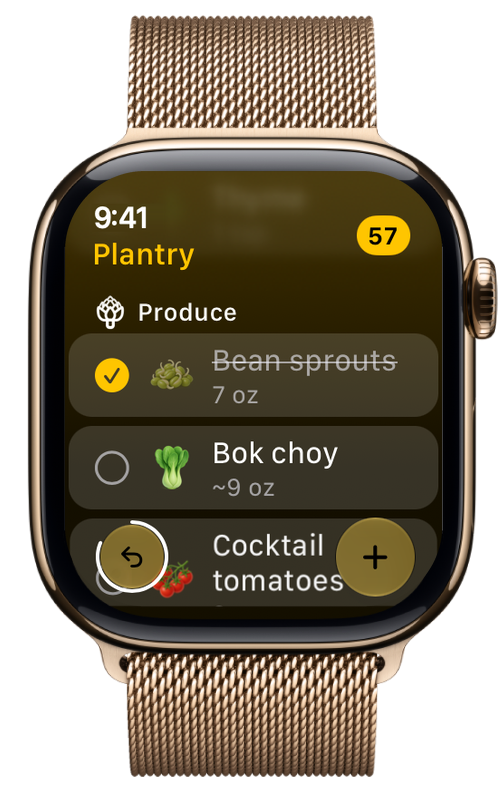 9:41
Plantry
57
Produce
Bean sprouts
7 oz
Bok choy
~9 oz
Cocktail
tomatoes